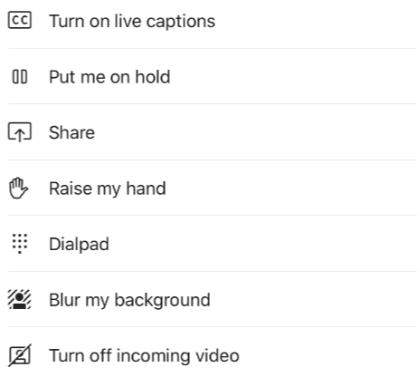 CC Turn on live captions
Put me on hold
Share
Raise my hand
Dialpad
Blur my background
Turn off incoming video